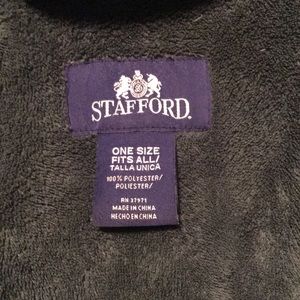 STAFFORD.
ONE SIZE
FITS ALL/
TALLA UNICA
100% POLYESTER/
POLIESTER/
RN 37971
MADE IN CHINA
HECHO EN CHINA